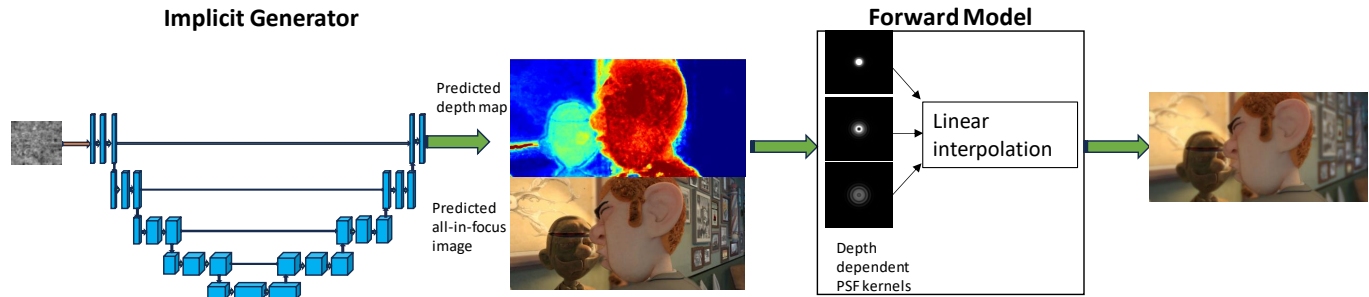 Implicit Generator
Forward Model
Predicted
depth map
Predicted
all-in-focus
image
Linear
interpolation
Depth
dependent
PSF kernels